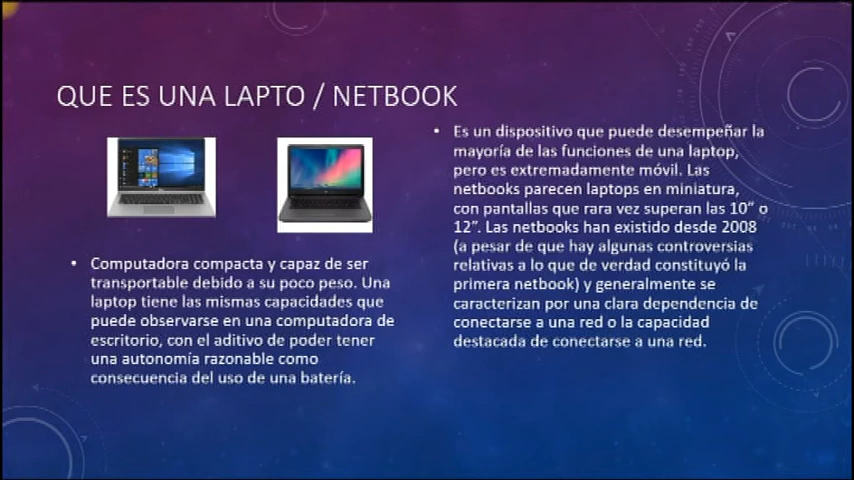 QUE ES UNA LAPTO / NETBOOK
• Computadora compacta y capaz de ser
transportable debido a su poco peso. Una
laptop tiene las mismas capacidades que
puede observarse en una computadora de
escritorio, con el aditivo de poder tener
una autonomía razonable como
consecuencia del uso de una batería.
• Es un dispositivo que puede desempeñar la
mayoría de las funciones de una laptop,
pero es extremadamente móvil. Las
netbooks parecen laptops en miniatura,
con pantallas que rara vez superan las 10” o
12”. Las netbooks han existido desde 2008
(a pesar de que hay algunas controversias
relativas a lo que de verdad constituyó la
primera netbook) y generalmente se
caracterizan por una clara dependencia de
conectarse a una red o la capacidad
destacada de conectarse a una red.